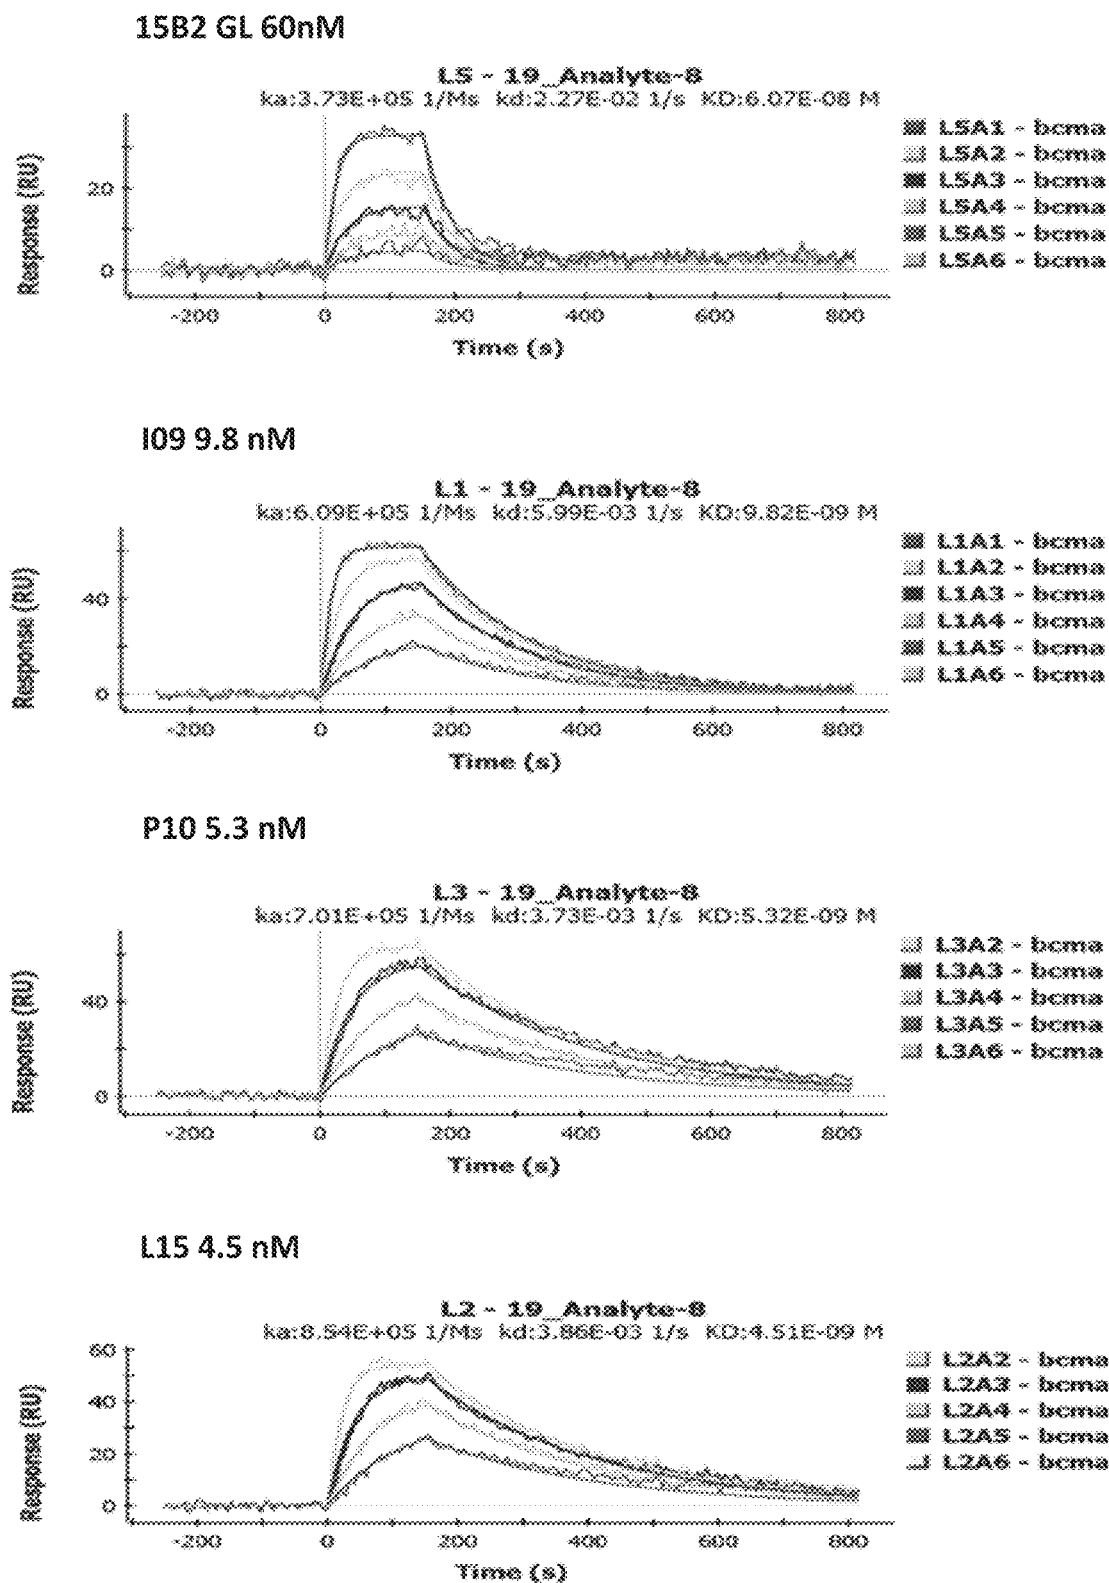 15B2 GL 60nM
L5 - 19_Analyte-8
ka:3.73E+05 1/Ms kd:2.27E-02 1/s KD:6.07E-08 M
Response (RU)
20
0
-200 0 200 400 600 800
Time (s)
L5A1 - bcma
L5A2 - bcma
L5A3 - bcma
L5A4 - bcma
L5A5 - bcma
L5A6 - bcma
I09 9.8 nM
L1 - 19_Analyte-8
ka:6.09E+05 1/Ms kd:5.99E-03 1/s KD:9.82E-09 M
Response (RU)
40
0
-200 0 200 400 600 800
Time (s)
L1A1 - bcma
L1A2 - bcma
L1A3 - bcma
L1A4 - bcma
L1A5 - bcma
L1A6 - bcma
P10 5.3 nM
L3 - 19_Analyte-8
ka:7.01E+05 1/Ms kd:3.73E-03 1/s KD:5.32E-09 M
Response (RU)
40
0
-200 0 200 400 600 800
Time (s)
L3A2 - bcma
L3A3 - bcma
L3A4 - bcma
L3A5 - bcma
L3A6 - bcma
L15 4.5 nM
L2 - 19_Analyte-8
ka:8.54E+05 1/Ms kd:3.86E-03 1/s KD:4.51E-09 M
Response (RU)
60
40
20
0
-200 0 200 400 600 800
Time (s)
L2A2 - bcma
L2A3 - bcma
L2A4 - bcma
L2A5 - bcma
L2A6 - bcma